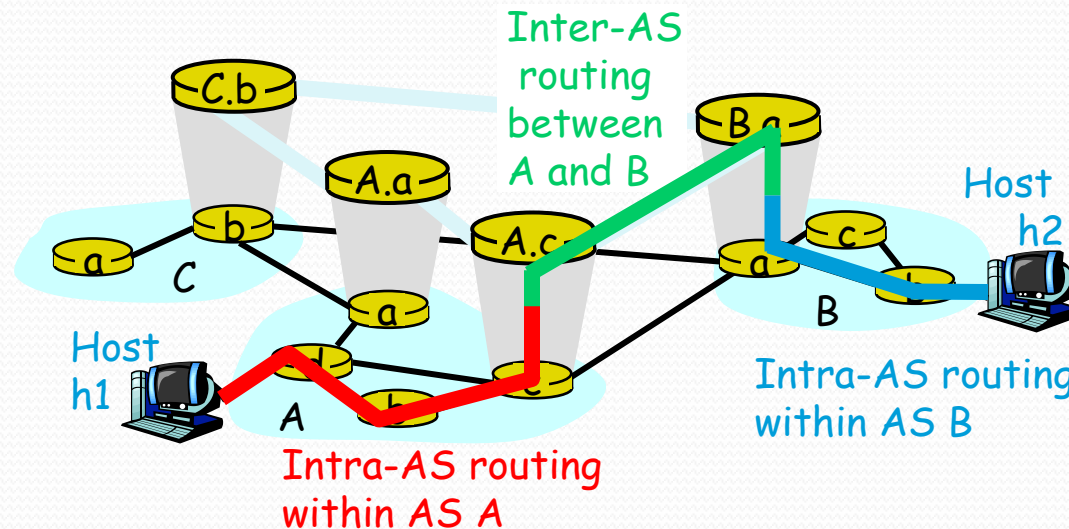 Inter-AS
routing
between
A and B
C.b
B.a
A.a
Host
h2
A.c
b
c
a
C
a
a
b
B
Host
h1
d
c
b
A
Intra-AS routing
within AS B
Intra-AS routing
within AS A